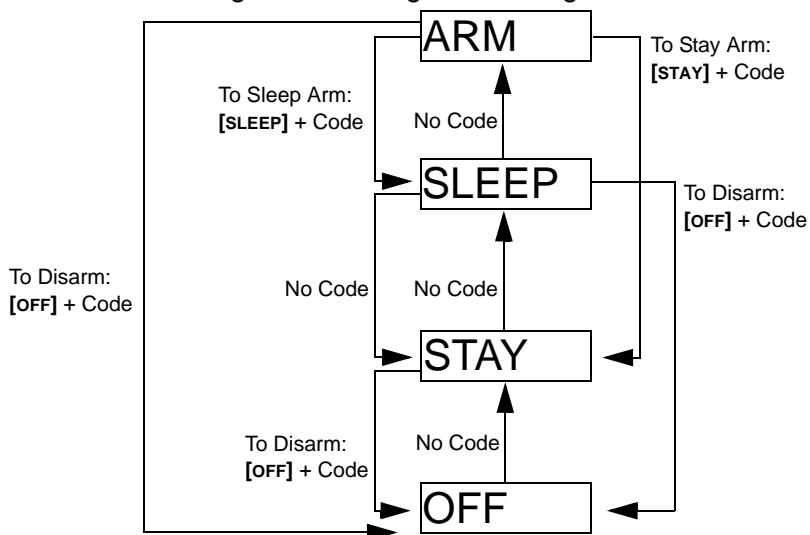 ARM
To Stay Arm:
[STAY] + Code
To Sleep Arm:
[SLEEP] + Code
No Code
SLEEP
To Disarm:
[OFF] + Code
To Disarm:
[OFF] + Code
No Code
No Code
STAY
To Disarm:
[OFF] + Code
No Code
OFF